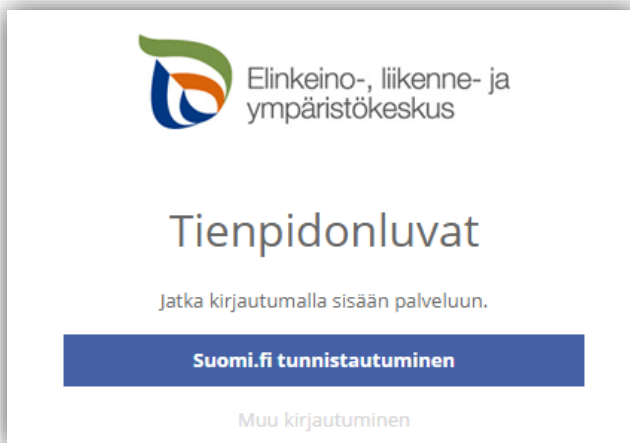 Elinkeino-, liikenne- ja
ympäristökeskus
Tienpidonluvat
Jatka kirjautumalla sisään palveluun.
Suomi.fi tunnistautuminen
Muu kirjautuminen